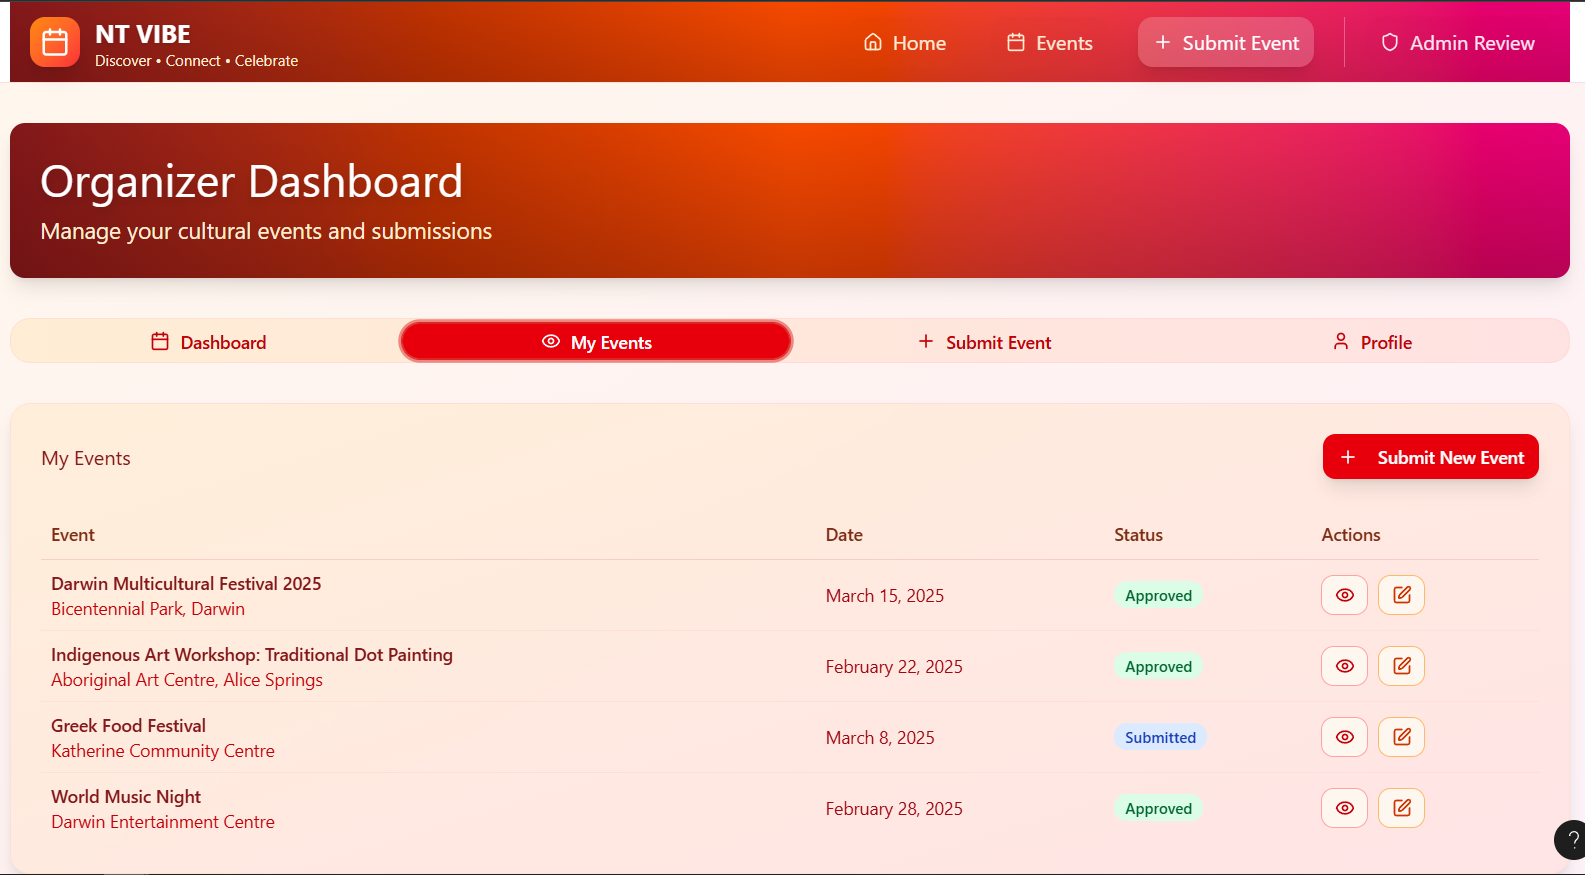 NT VIBE
Discover • Connect • Celebrate
Home
Events
Submit Event
Admin Review
Organizer Dashboard
Manage your cultural events and submissions
Dashboard
My Events
Submit Event
Profile
My Events
Submit New Event
Event Date Status Actions
Darwin Multicultural Festival 2025
Bicentennial Park, Darwin
March 15, 2025
Approved
Indigenous Art Workshop: Traditional Dot Painting
Aboriginal Art Centre, Alice Springs
February 22, 2025
Approved
Greek Food Festival
Katherine Community Centre
March 8, 2025
Submitted
World Music Night
Darwin Entertainment Centre
February 28, 2025
Approved
?